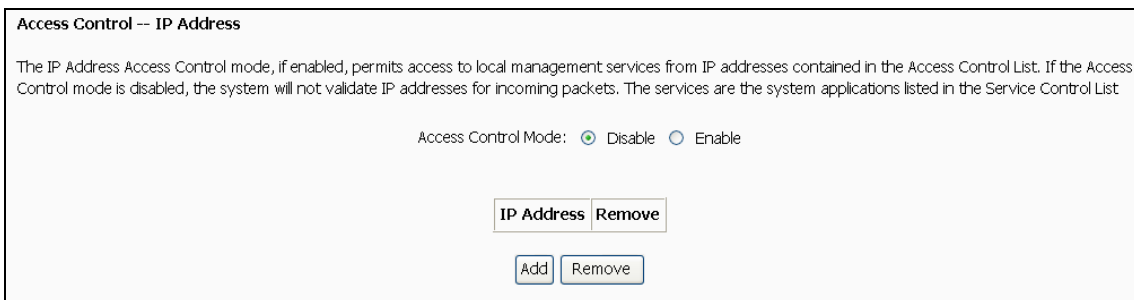 Access Control -- IP Address
The IP Address Access Control mode, if enabled, permits access to local management services from IP addresses contained in the Access Control List. If the Access
Control mode is disabled, the system will not validate IP addresses for incoming packets. The services are the system applications listed in the Service Control List
Access Control Mode: Disable Enable
IP Address Remove
Add Remove